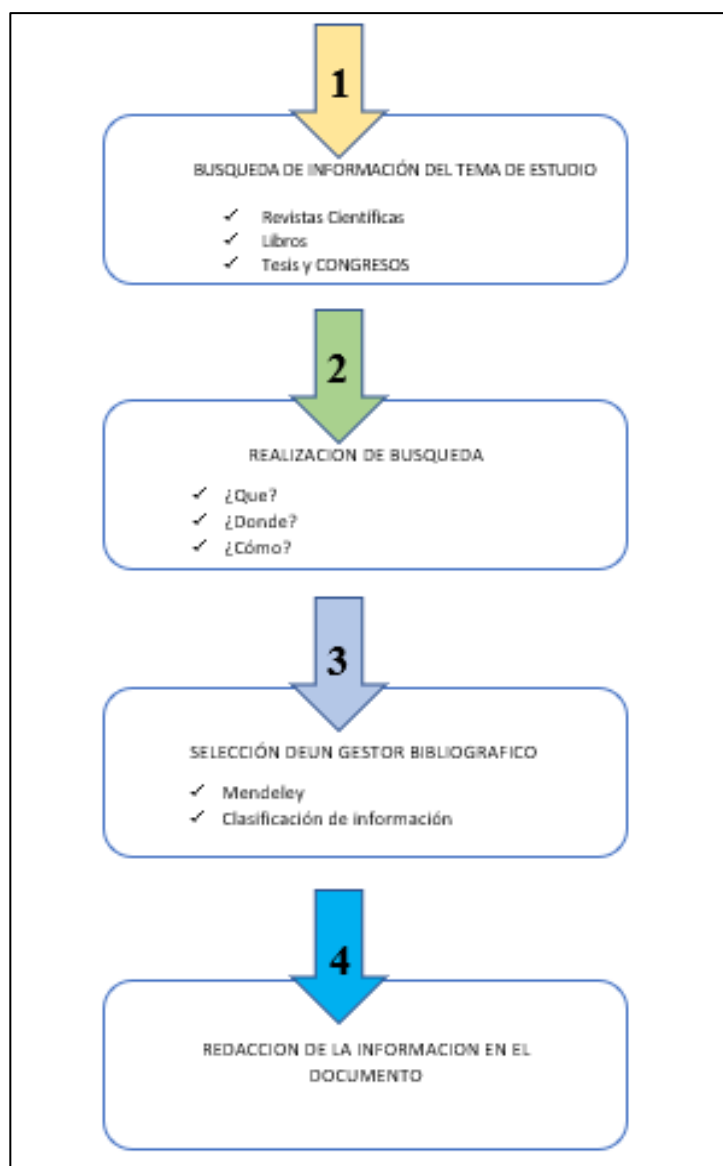 1
BUSQUEDA DE INFORMACIÓN DEL TEMA DE ESTUDIO
✓ Revistas Científicas
✓ Libros
✓ Tesis y CONGRESOS
2
REALIZACION DE BUSQUEDA
✓ ¿Que?
✓ ¿Donde?
✓ ¿Cómo?
3
SELECCIÓN DEUN GESTOR BIBLIOGRAFICO
✓ Mendeley
✓ Clasificación de información
4
REDACCION DE LA INFORMACION EN EL
DOCUMENTO